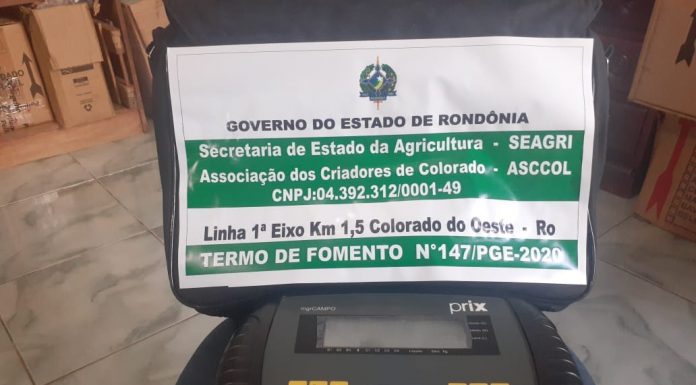 GOVERNO DO ESTADO DE RONDÔNIA
Secretaria de Estado da Agricultura - SEAGRI
Associação dos Criadores de Colorado - ASCCOL
CNPJ:04.392.312/0001-49
Linha 1ª Eixo Km 1,5 Colorado do Oeste - Ro
TERMO DE FOMENTO N°147/PGE-2020
prix